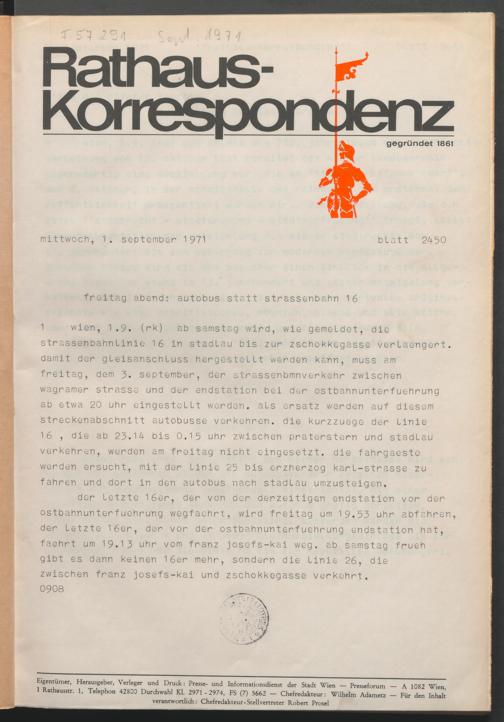 I 57291 Sept. 1971
Rathaus-
Korrespondenz
gegründet 1861
mittwoch, 1. september 1971 blatt 2450
freitag abend: autobus statt strassenbahn 16
1 wien, 1.9. (rk) ab samstag wird, wie gemeldet, die
strassenbahnlinie 16 in stadlau bis zur zschokkegasse verlaengert.
damit der gleisanschluss hergestellt werden kann, muss am
freitag, dem 3. september, der strassenbmnverkehr zwischen
wagramer strasse und der endstation bei der ostbahnunterfuehrung
ab etwa 20 uhr eingestellt werden. als ersatz werden auf diesem
streckenabschnitt autobusse verkehren. die kurzzuege der linie
16 , die ab 23.14 bis 0.15 uhr zwischen praterstern und stadlau
verkehren, werden am freitag nicht eingesetzt. die fahrgaeste
werden ersucht, mit der linie 25 bis erzherzog karl-strasse zu
fahren und dort in den autobus nach stadlau umzusteigen.
der letzte 16er, der von der derzeitigen endstation vor der
ostbahnunterfuehrung wegfaehrt, wird freitag um 19.53 uhr abfahren,
der letzte 16er, der vor der ostbahnunterfuehrung endstation hat,
faehrt um 19.13 uhr vom franz josefs-kai weg. ab samstag frueh
gibt es dann keinen 16er mehr, sondern die linie 26, die
zwischen franz josefs-kai und zschokkegasse verkehrt.
0908
Eigentümer, Herausgeber, Verleger und Druck: Presse- und Informationsdienst der Stadt Wien — Presseforum — A 1082 Wien,
1 Rathausstr. 1, Telephon 42800 Durchwahl Kl. 2971 - 2974, FS (7) 5662 — Chefredakteur: Wilhelm Adametz — Für den Inhalt
verantwortlich: Chefredakteur-Stellvertreter Robert Prosel